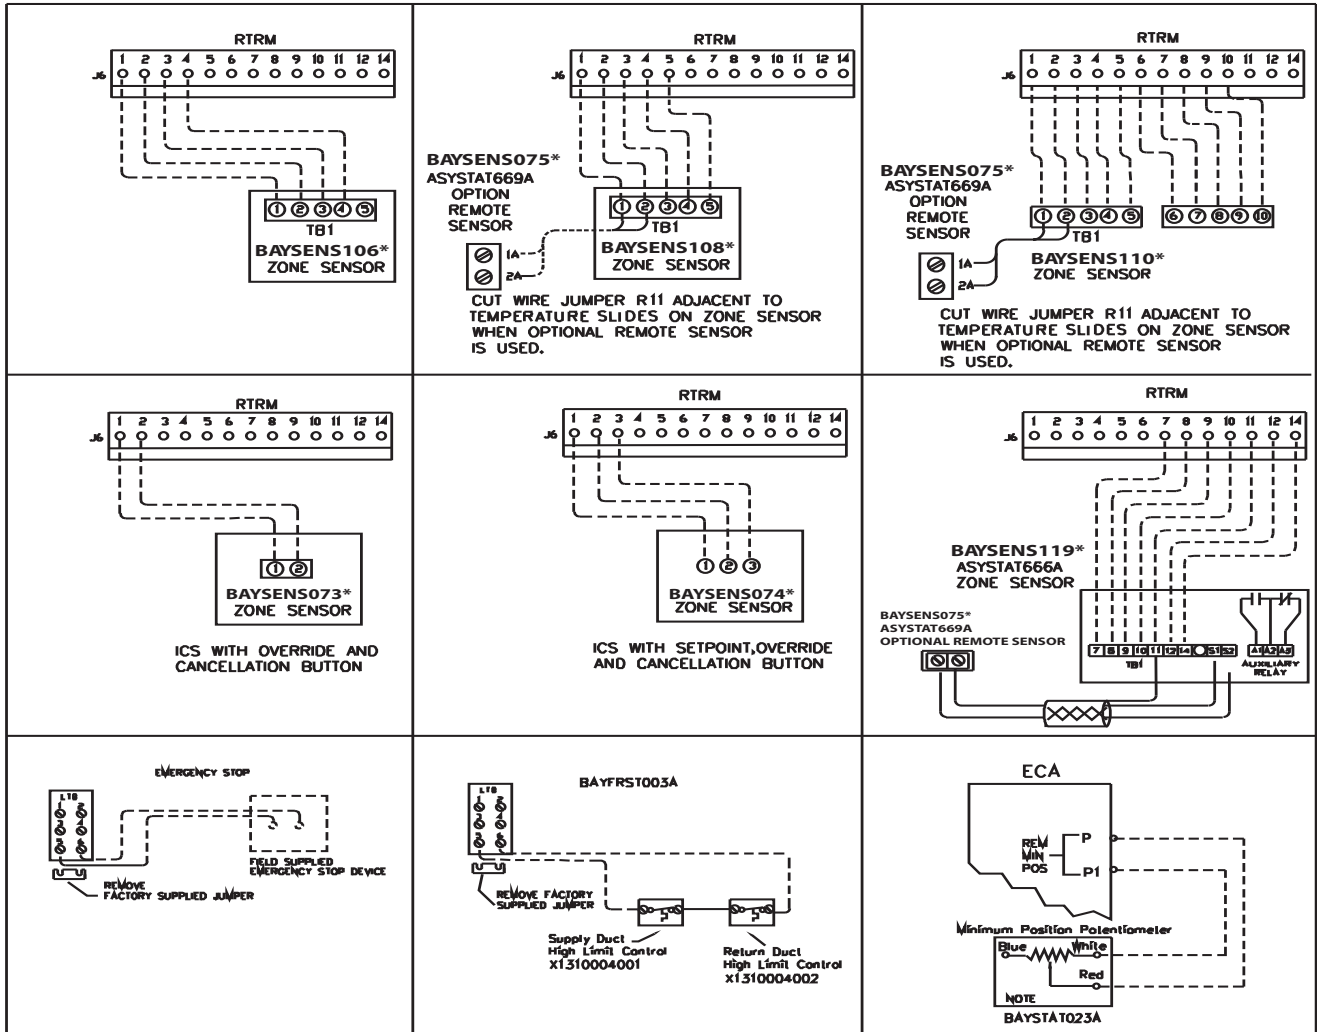 RTRM
1 2 3 4 5 6 7 8 9 10 11 12 14
J6
1 2 3 4 5
TB1
BAYSENS106*
ZONE SENSOR
RTRM
1 2 3 4 5 6 7 8 9 10 11 12 14
J6
BAYSENS075*
ASYSTAT669A
OPTION
REMOTE
SENSOR
1 2 3 4 5
TB1
1A
2A
BAYSENS108*
ZONE SENSOR
CUT WIRE JUMPER R11 ADJACENT TO
TEMPERATURE SLIDES ON ZONE SENSOR
WHEN OPTIONAL REMOTE SENSOR
IS USED.
RTRM
1 2 3 4 5 6 7 8 9 10 11 12 14
J6
BAYSENS075*
ASYSTAT669A
OPTION
REMOTE
SENSOR
1 2 3 4 5
6 7 8 9 10
TB1
1A
2A
BAYSENS110*
ZONE SENSOR
CUT WIRE JUMPER R11 ADJACENT TO
TEMPERATURE SLIDES ON ZONE SENSOR
WHEN OPTIONAL REMOTE SENSOR
IS USED.
RTRM
1 2 3 4 5 6 7 8 9 10 11 12 14
J6
1 2
BAYSENS073*
ZONE SENSOR
ICS WITH OVERRIDE AND
CANCELLATION BUTTON
RTRM
1 2 3 4 5 6 7 8 9 10 11 12 14
J6
1 2 3
BAYSENS074*
ZONE SENSOR
ICS WITH SETPOINT,OVERRIDE
AND CANCELLATION BUTTON
RTRM
1 2 3 4 5 6 7 8 9 10 11 12 14
J6
BAYSENS119*
ASYSTAT666A
ZONE SENSOR
BAYSENS075*
ASYSTAT669A
OPTIONAL REMOTE SENSOR
7 8 9 10 11 12 14 S1 S2
TB1
A1 A2 A3
AUXILIARY
RELAY
EMERGENCY STOP
LTB
1 2
3 4
5 6
FIELD SUPPLIED
EMERGENCY STOP DEVICE
REMOVE
FACTORY SUPPLIED JUMPER
BAYFRST003A
LTB
1 2
3 4
5 6
REMOVE FACTORY
SUPPLIED JUMPER
Supply Duct
High Limit Control
X1310004001
Return Duct
High Limit Control
X1310004002
ECA
REM
MIN
POS
P
P1
Minimum Position Potentiometer
Blue
White
Red
NOTE
BAYSTAT023A